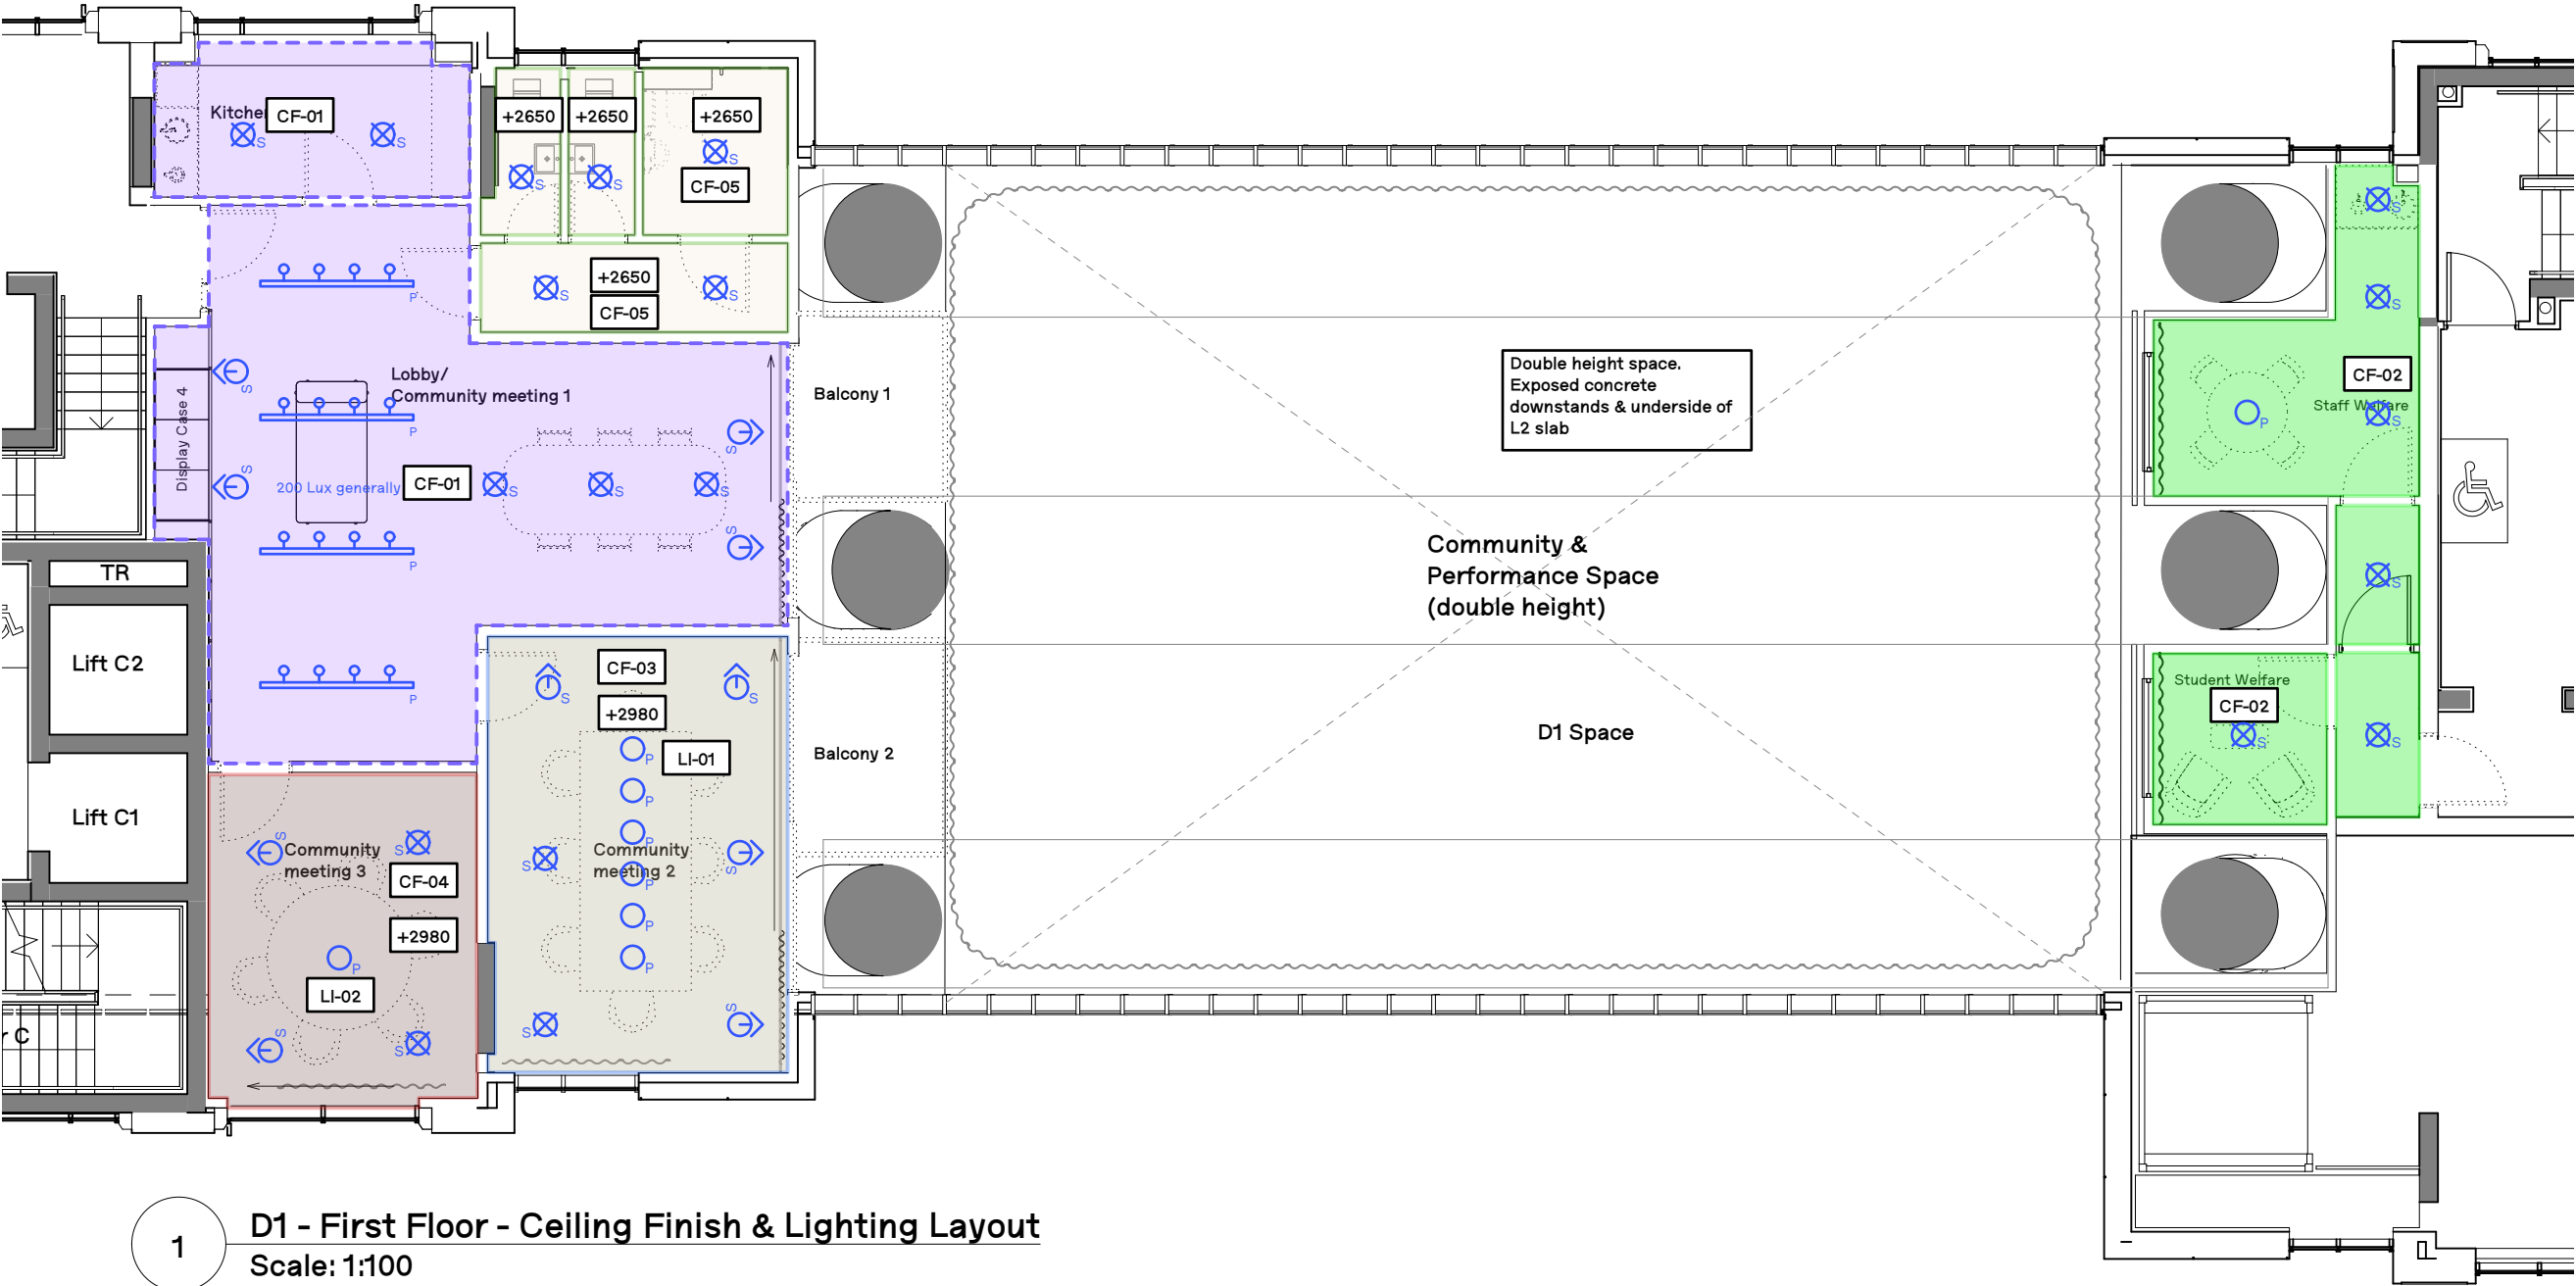 Kitchen
CF-01
S
S
+2650
+2650
+2650
S
S
S
CF-05
+2650
CF-05
S
S
P
S
Lobby/
Community meeting 1
P
Display Case 4
S
200 Lux generally
CF-01
S
S
S
S
S
P
P
Balcony 1
Double height space.
Exposed concrete
downstands & underside of
L2 slab
Community &
Performance Space
(double height)
D1 Space
Balcony 2
S
S
CF-02
Staff Welfare
P
S
S
Student Welfare
CF-02
S
S
TR
Lift C2
Lift C1
r C
CF-03
+2980
LI-01
S
S
P
P
P
P
P
P
Community
meeting 2
S
S
S
S
Community
meeting 3
S
S
CF-04
+2980
P
LI-02
S
S
1
D1 - First Floor - Ceiling Finish & Lighting Layout
Scale: 1:100